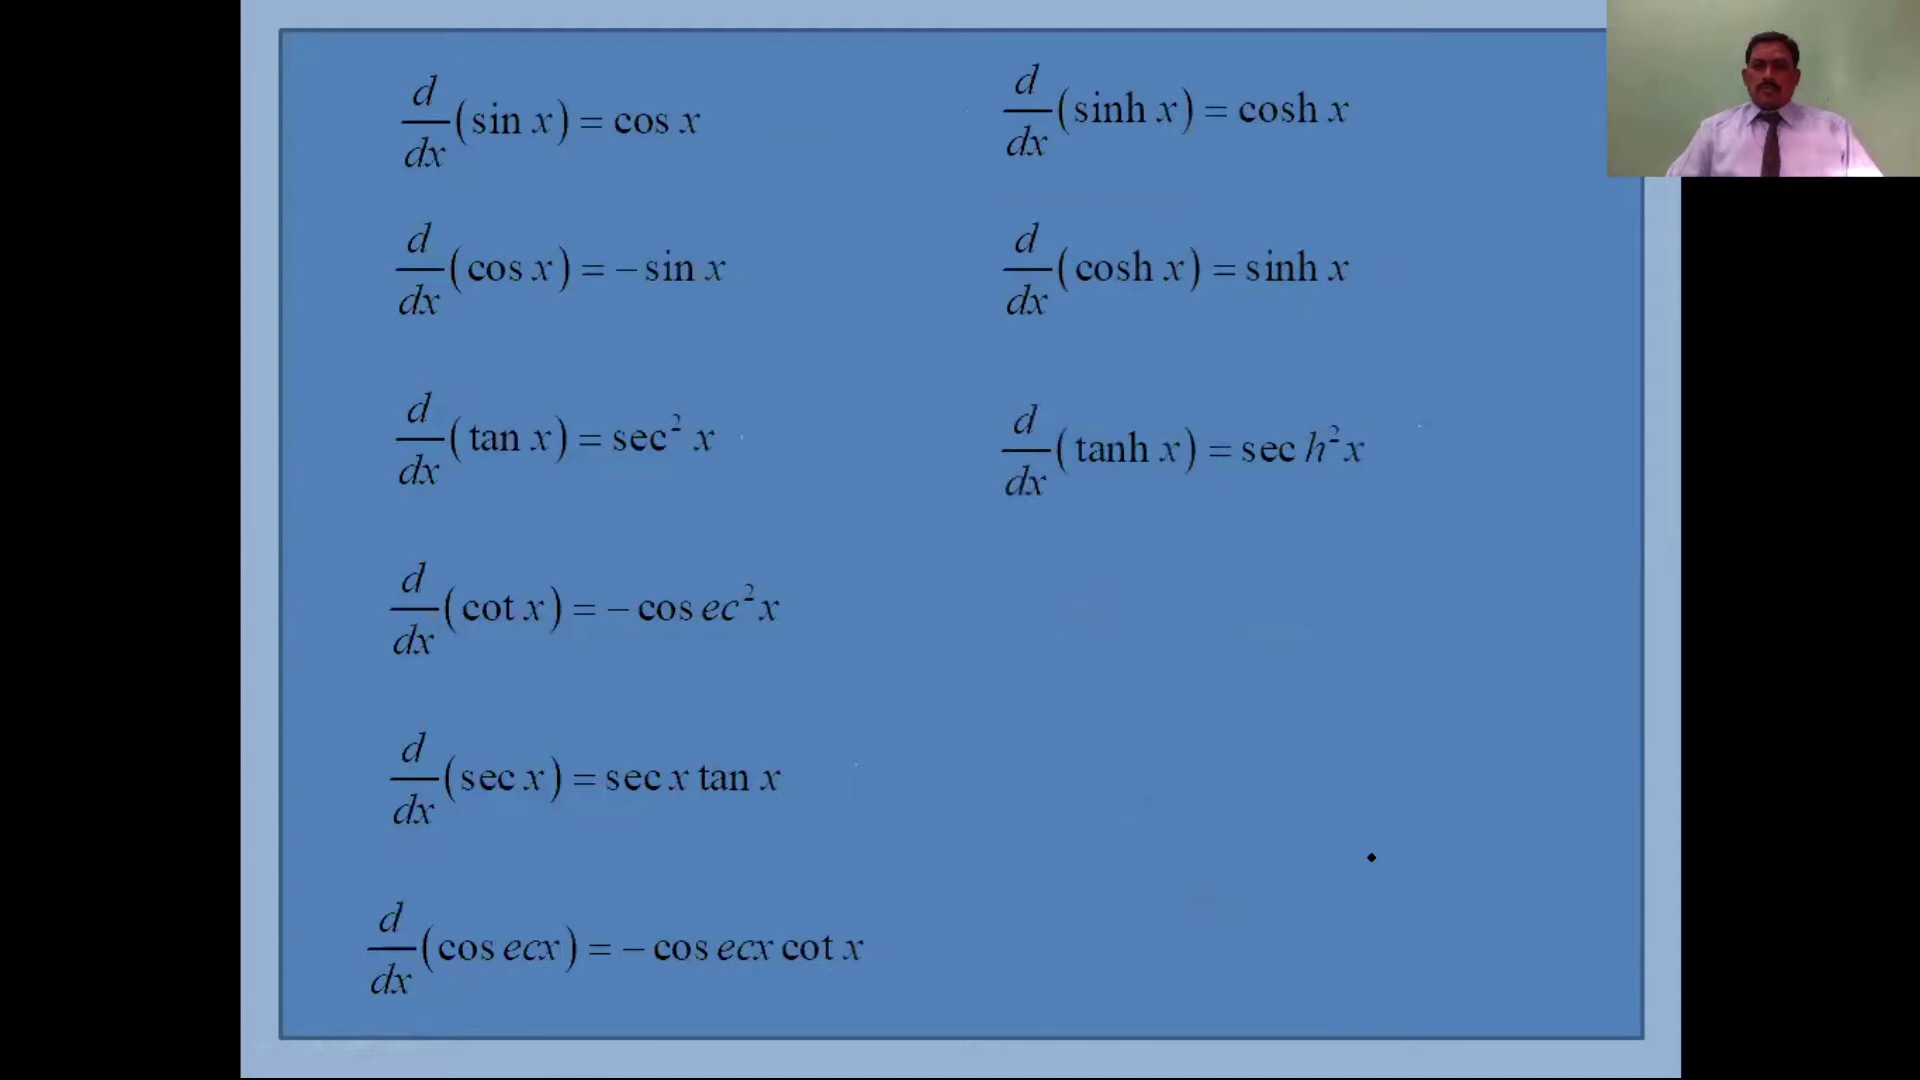 d/dx (sin x) = cos x
d/dx (cos x) = − sin x
d/dx (tan x) = sec² x
d/dx (cot x) = − cos ec² x
d/dx (sec x) = sec x tan x
d/dx (cos ecx) = − cos ecx cot x
d/dx (sinh x) = cosh x
d/dx (cosh x) = sinh x
d/dx (tanh x) = sec h² x